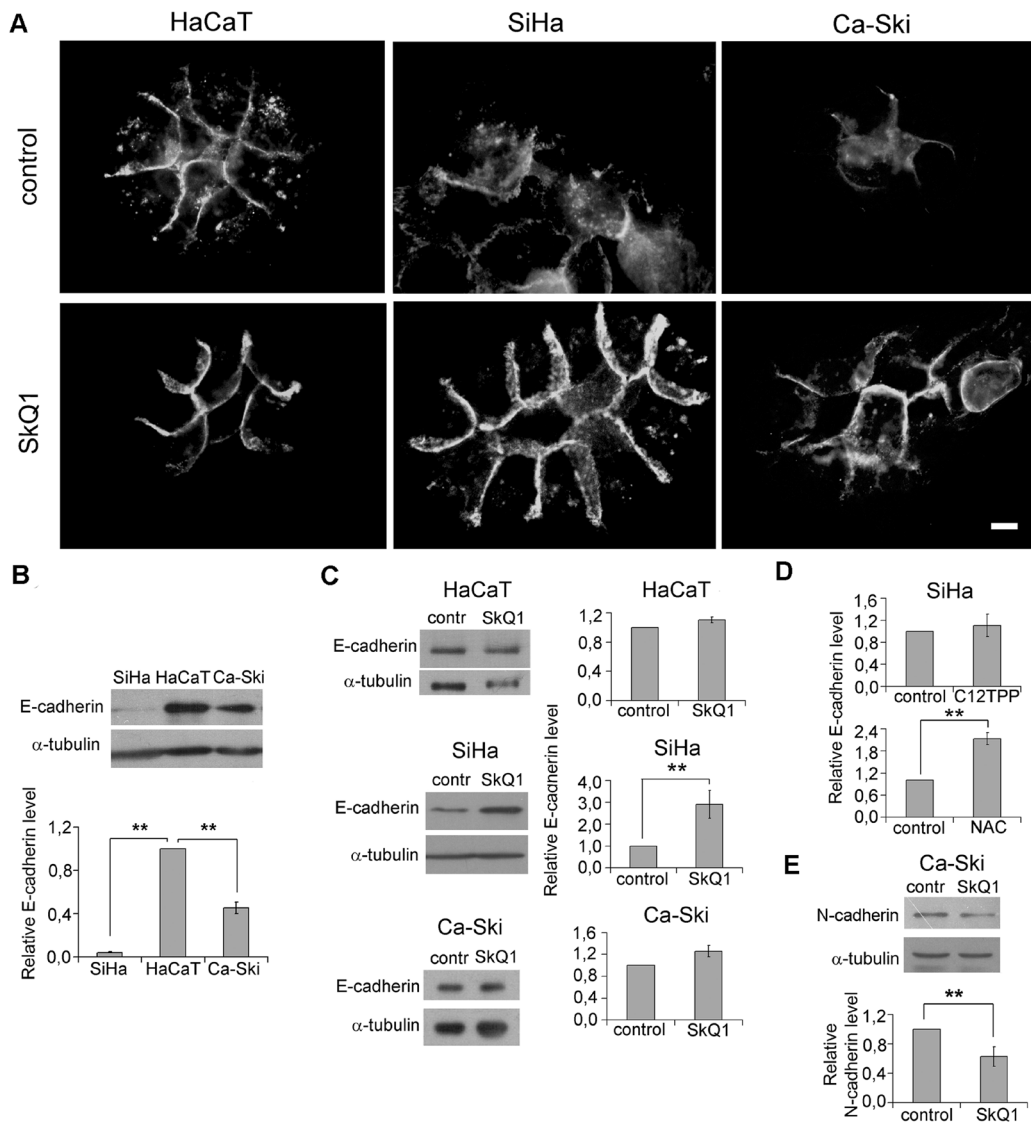 A
HaCaT
SiHa
Ca-Ski
control
SkQ1
B
SiHa HaCaT Ca-Ski
E-cadherin
α-tubulin
Relative E-cadherin level
1,2
0,8
0,4
0,0
**
**
SiHa
HaCaT
Ca-Ski
C
HaCaT
contr
SkQ1
E-cadherin
α-tubulin
HaCaT
1,2
0,8
0,4
0,0
control
SkQ1
SiHa
contr
SkQ1
E-cadherin
α-tubulin
Relative E-cadnerin level
SiHa
**
4,0
3,0
2,0
1,0
0,0
control
SkQ1
Ca-Ski
contr
SkQ1
E-cadherin
α-tubulin
Ca-Ski
1,6
1,2
0,8
0,4
0,0
control
SkQ1
D
SiHa
Relative E-cadherin level
1,6
1,2
0,8
0,4
0,0
control
C12TPP
**
2,4
1,8
1,2
0,6
0,0
control
NAC
E
Ca-Ski
contr
SkQ1
N-cadherin
α-tubulin
Relative
N-cadherin level
**
1,2
0,8
0,4
0,0
control
SkQ1